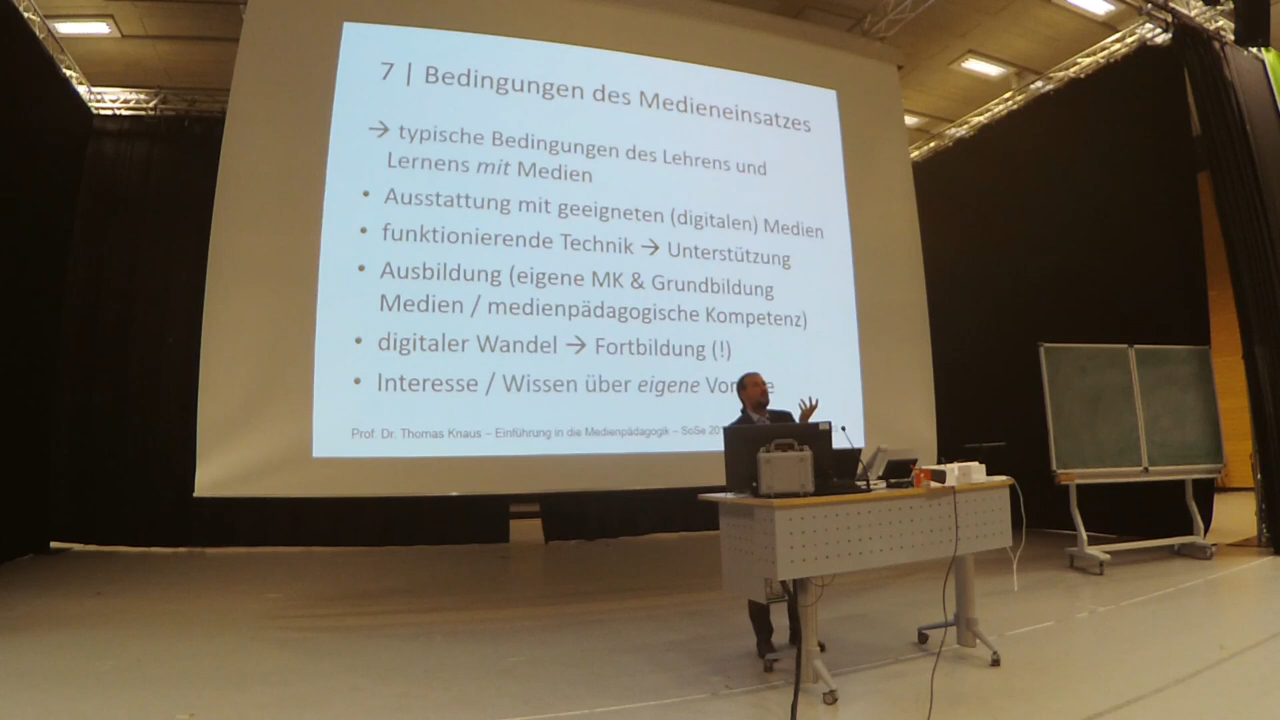 7 | Bedingungen des Medieneinsatzes
→ typische Bedingungen des Lehrens und
Lernens mit Medien
• Ausstattung mit geeigneten (digitalen) Medien
• funktionierende Technik → Unterstützung
• Ausbildung (eigene MK & Grundbildung
Medien / medienpädagogische Kompetenz)
• digitaler Wandel → Fortbildung (!)
• Interesse / Wissen über eigene
Prof. Dr. Thomas Knaus – Einführung in die Medienpädagogik – SoSe